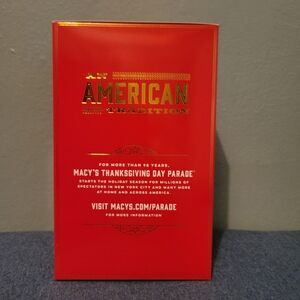 AN
AMERICAN
TRADITION
FOR MORE THAN 95 YEARS,
MACY'S THANKSGIVING DAY PARADE®
STARTS THE HOLIDAY SEASON FOR MILLIONS OF
SPECTATORS IN NEW YORK CITY AND MANY MORE
AT HOME AND ACROSS AMERICA.
VISIT MACYS.COM/PARADE
FOR MORE INFORMATION